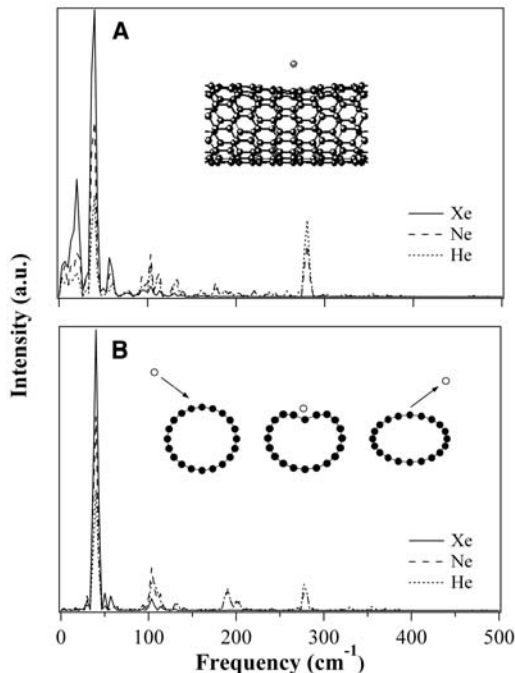 A
Xe
Ne
He
Intensity (a.u.)
B
Xe
Ne
He
0 100 200 300 400 500
Frequency (cm⁻¹)